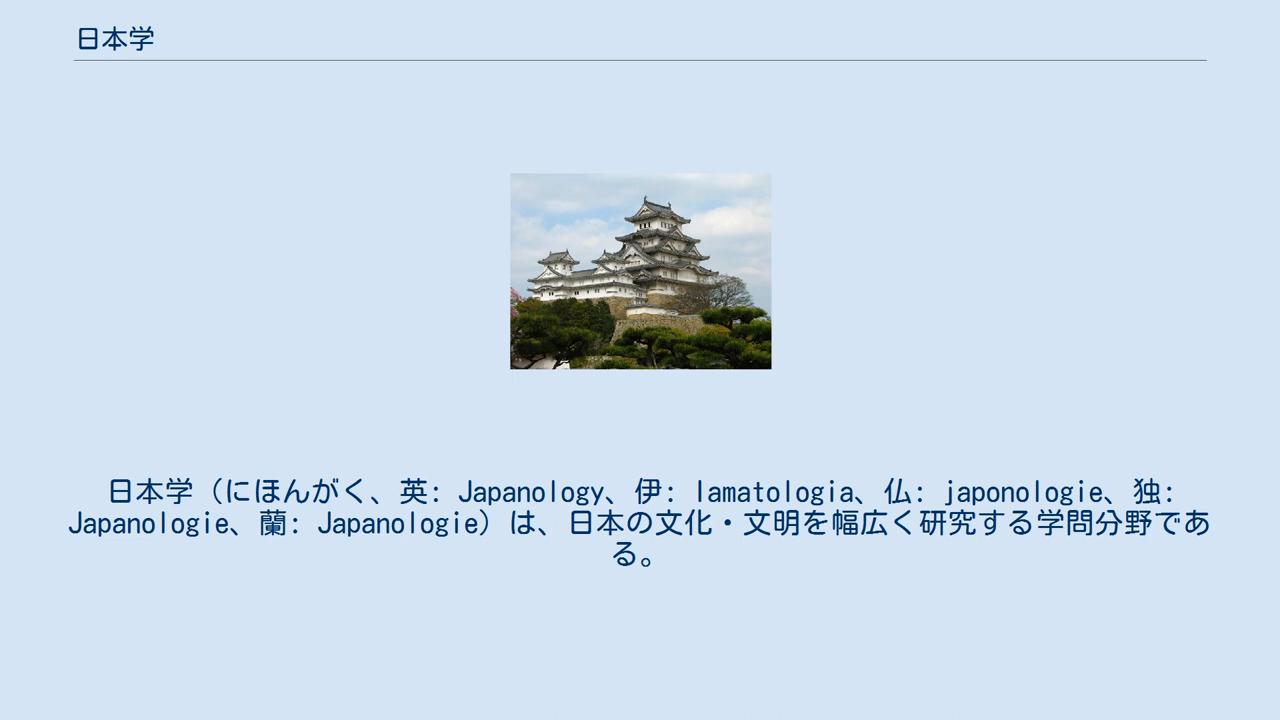 日本学
日本学（にほんがく、英: Japanology、伊: lamatologia、仏: japonologie、独:
Japanologie、蘭: Japanologie）は、日本の文化・文明を幅広く研究する学問分野であ
る。